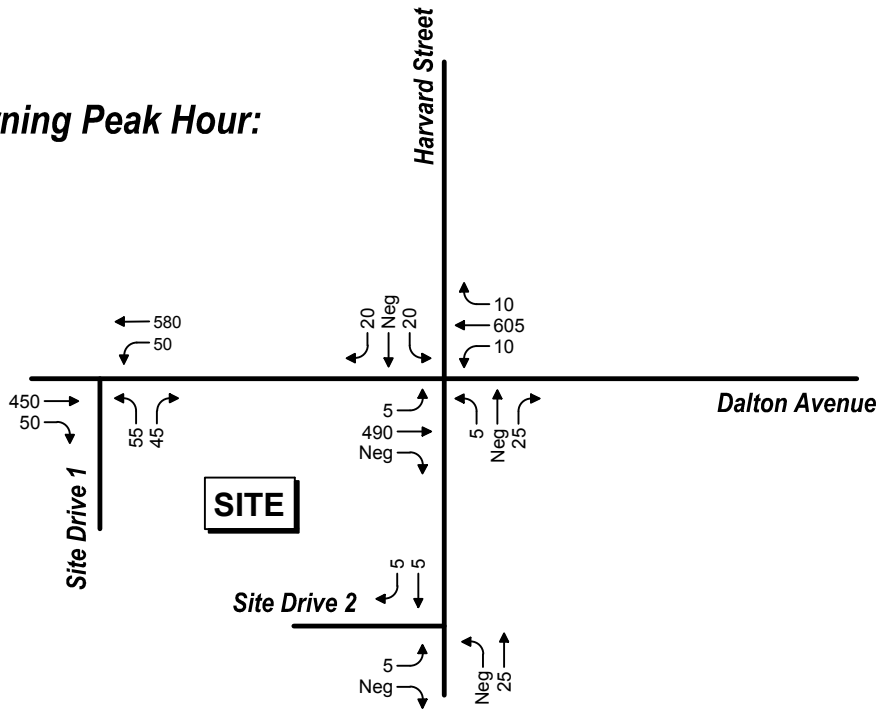 Harvard Street
rning Peak Hour:
580
50
20
Neg
20
10
605
10
450
50
55
45
5
490
Neg
5
Neg
25
Dalton Avenue
Site Drive 1
SITE
Site Drive 2
5
5
5
Neg
Neg
25